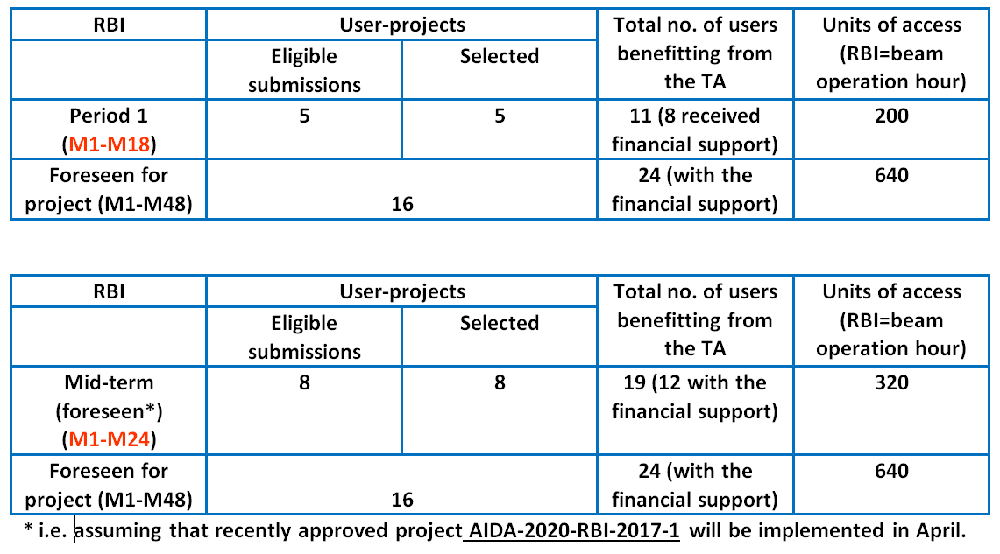 RBI User-projects Total no. of users Units of access
Eligible Selected benefitting from (RBI=beam
submissions the TA operation hour)
Period 1 5 5 11 (8 received 200
(M1-M18) financial support)
Foreseen for 24 (with the 640
project (M1-M48) 16 financial support)
RBI User-projects Total no. of users Units of access
Eligible Selected benefitting from (RBI=beam
submissions the TA operation hour)
Mid-term 8 8 19 (12 with the 320
(foreseen*) financial support)
(M1-M24)
Foreseen for 24 (with the 640
project (M1-M48) 16 financial support)
* i.e. assuming that recently approved project AIDA-2020-RBI-2017-1 will be implemented in April.